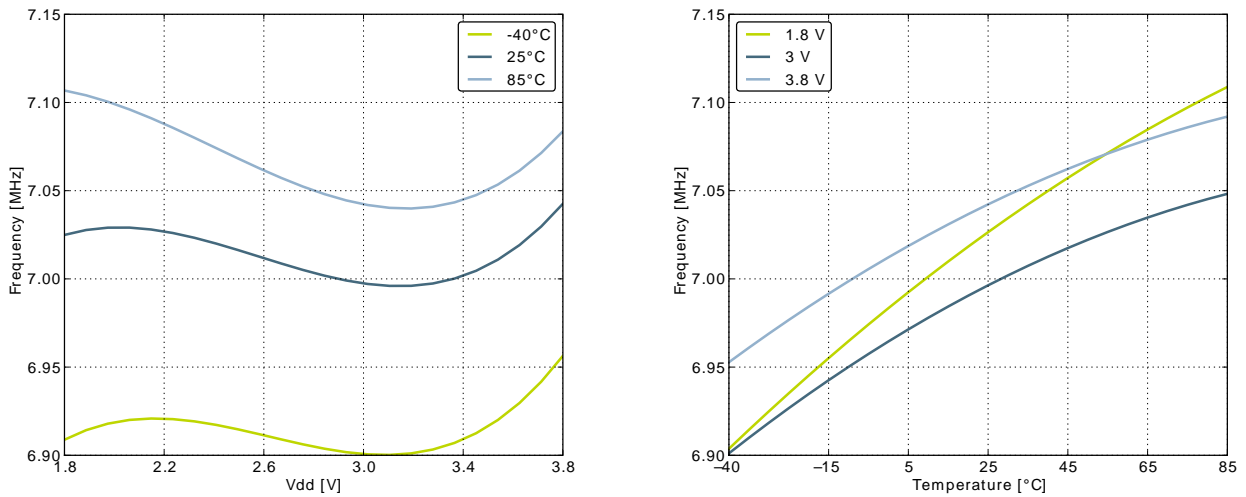 7.15
7.10
7.05
7.00
6.95
6.90
1.8 2.2 2.6 3.0 3.4 3.8
Vdd [V]
Frequency [MHz]
-40°C
25°C
85°C
7.15
7.10
7.05
7.00
6.95
6.90
–40 –15 5 25 45 65 85
Temperature [°C]
Frequency [MHz]
1.8 V
3 V
3.8 V